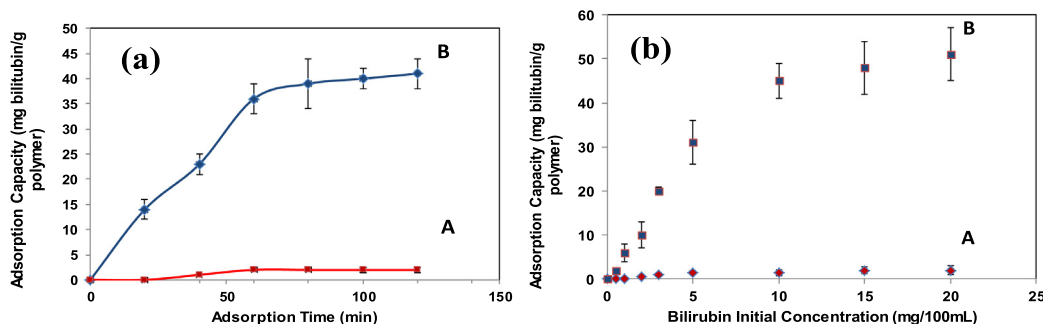 (a)
B
A
50
45
40
35
30
25
20
15
10
5
0
0
50
100
150
Adsorption Capacity (mg bilitubin/g
polymer)
Adsorption Time (min)
(b)
B
A
60
50
40
30
20
10
0
0
5
10
15
20
25
Adsorption Capacity (mg bilitubin/g
polymer)
Bilirubin Initial Concentration (mg/100mL)